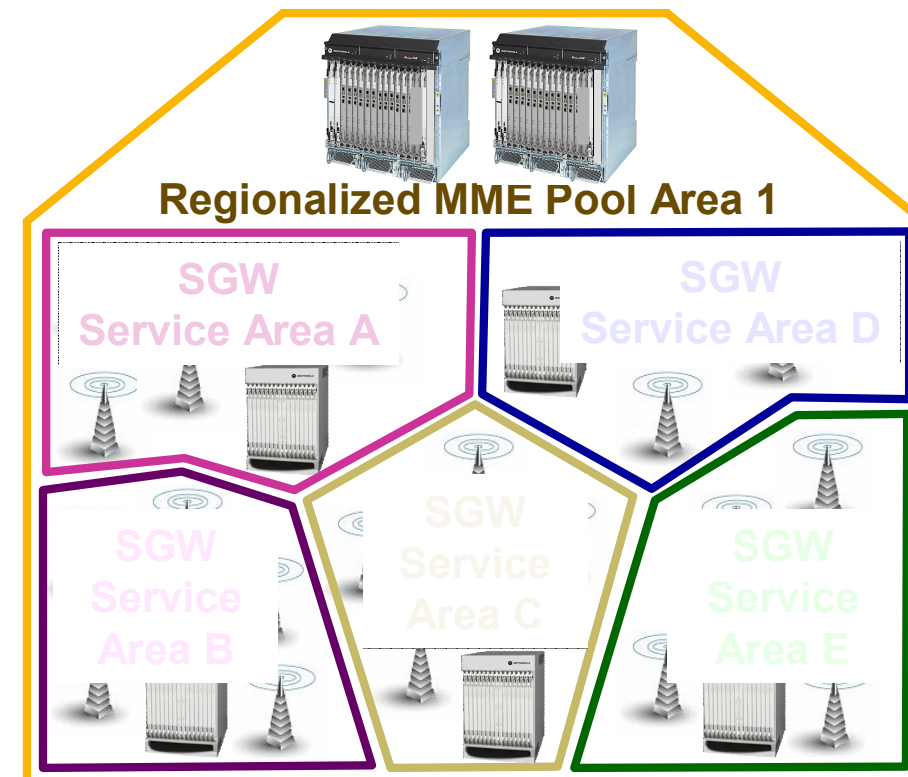 Regionalized MME Pool Area 1
SGW
Service Area A
SGW
Service Area D
SGW
Service
Area B
SGW
Service
Area C
SGW
Service
Area E